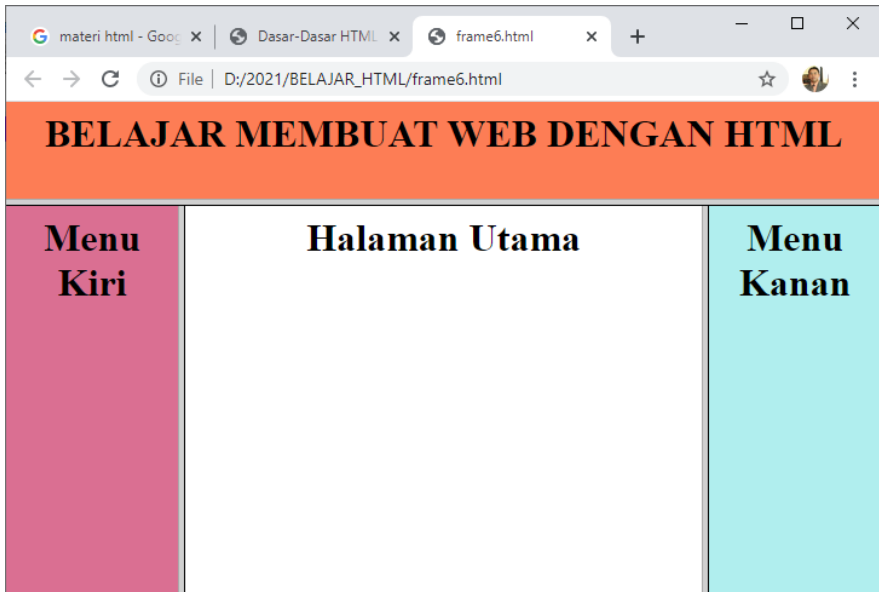 materi html - Goog
Dasar-Dasar HTML
frame6.html
File | D:/2021/BELAJAR_HTML/frame6.html
BELAJAR MEMBUAT WEB DENGAN HTML
Menu
Kiri
Halaman Utama
Menu
Kanan